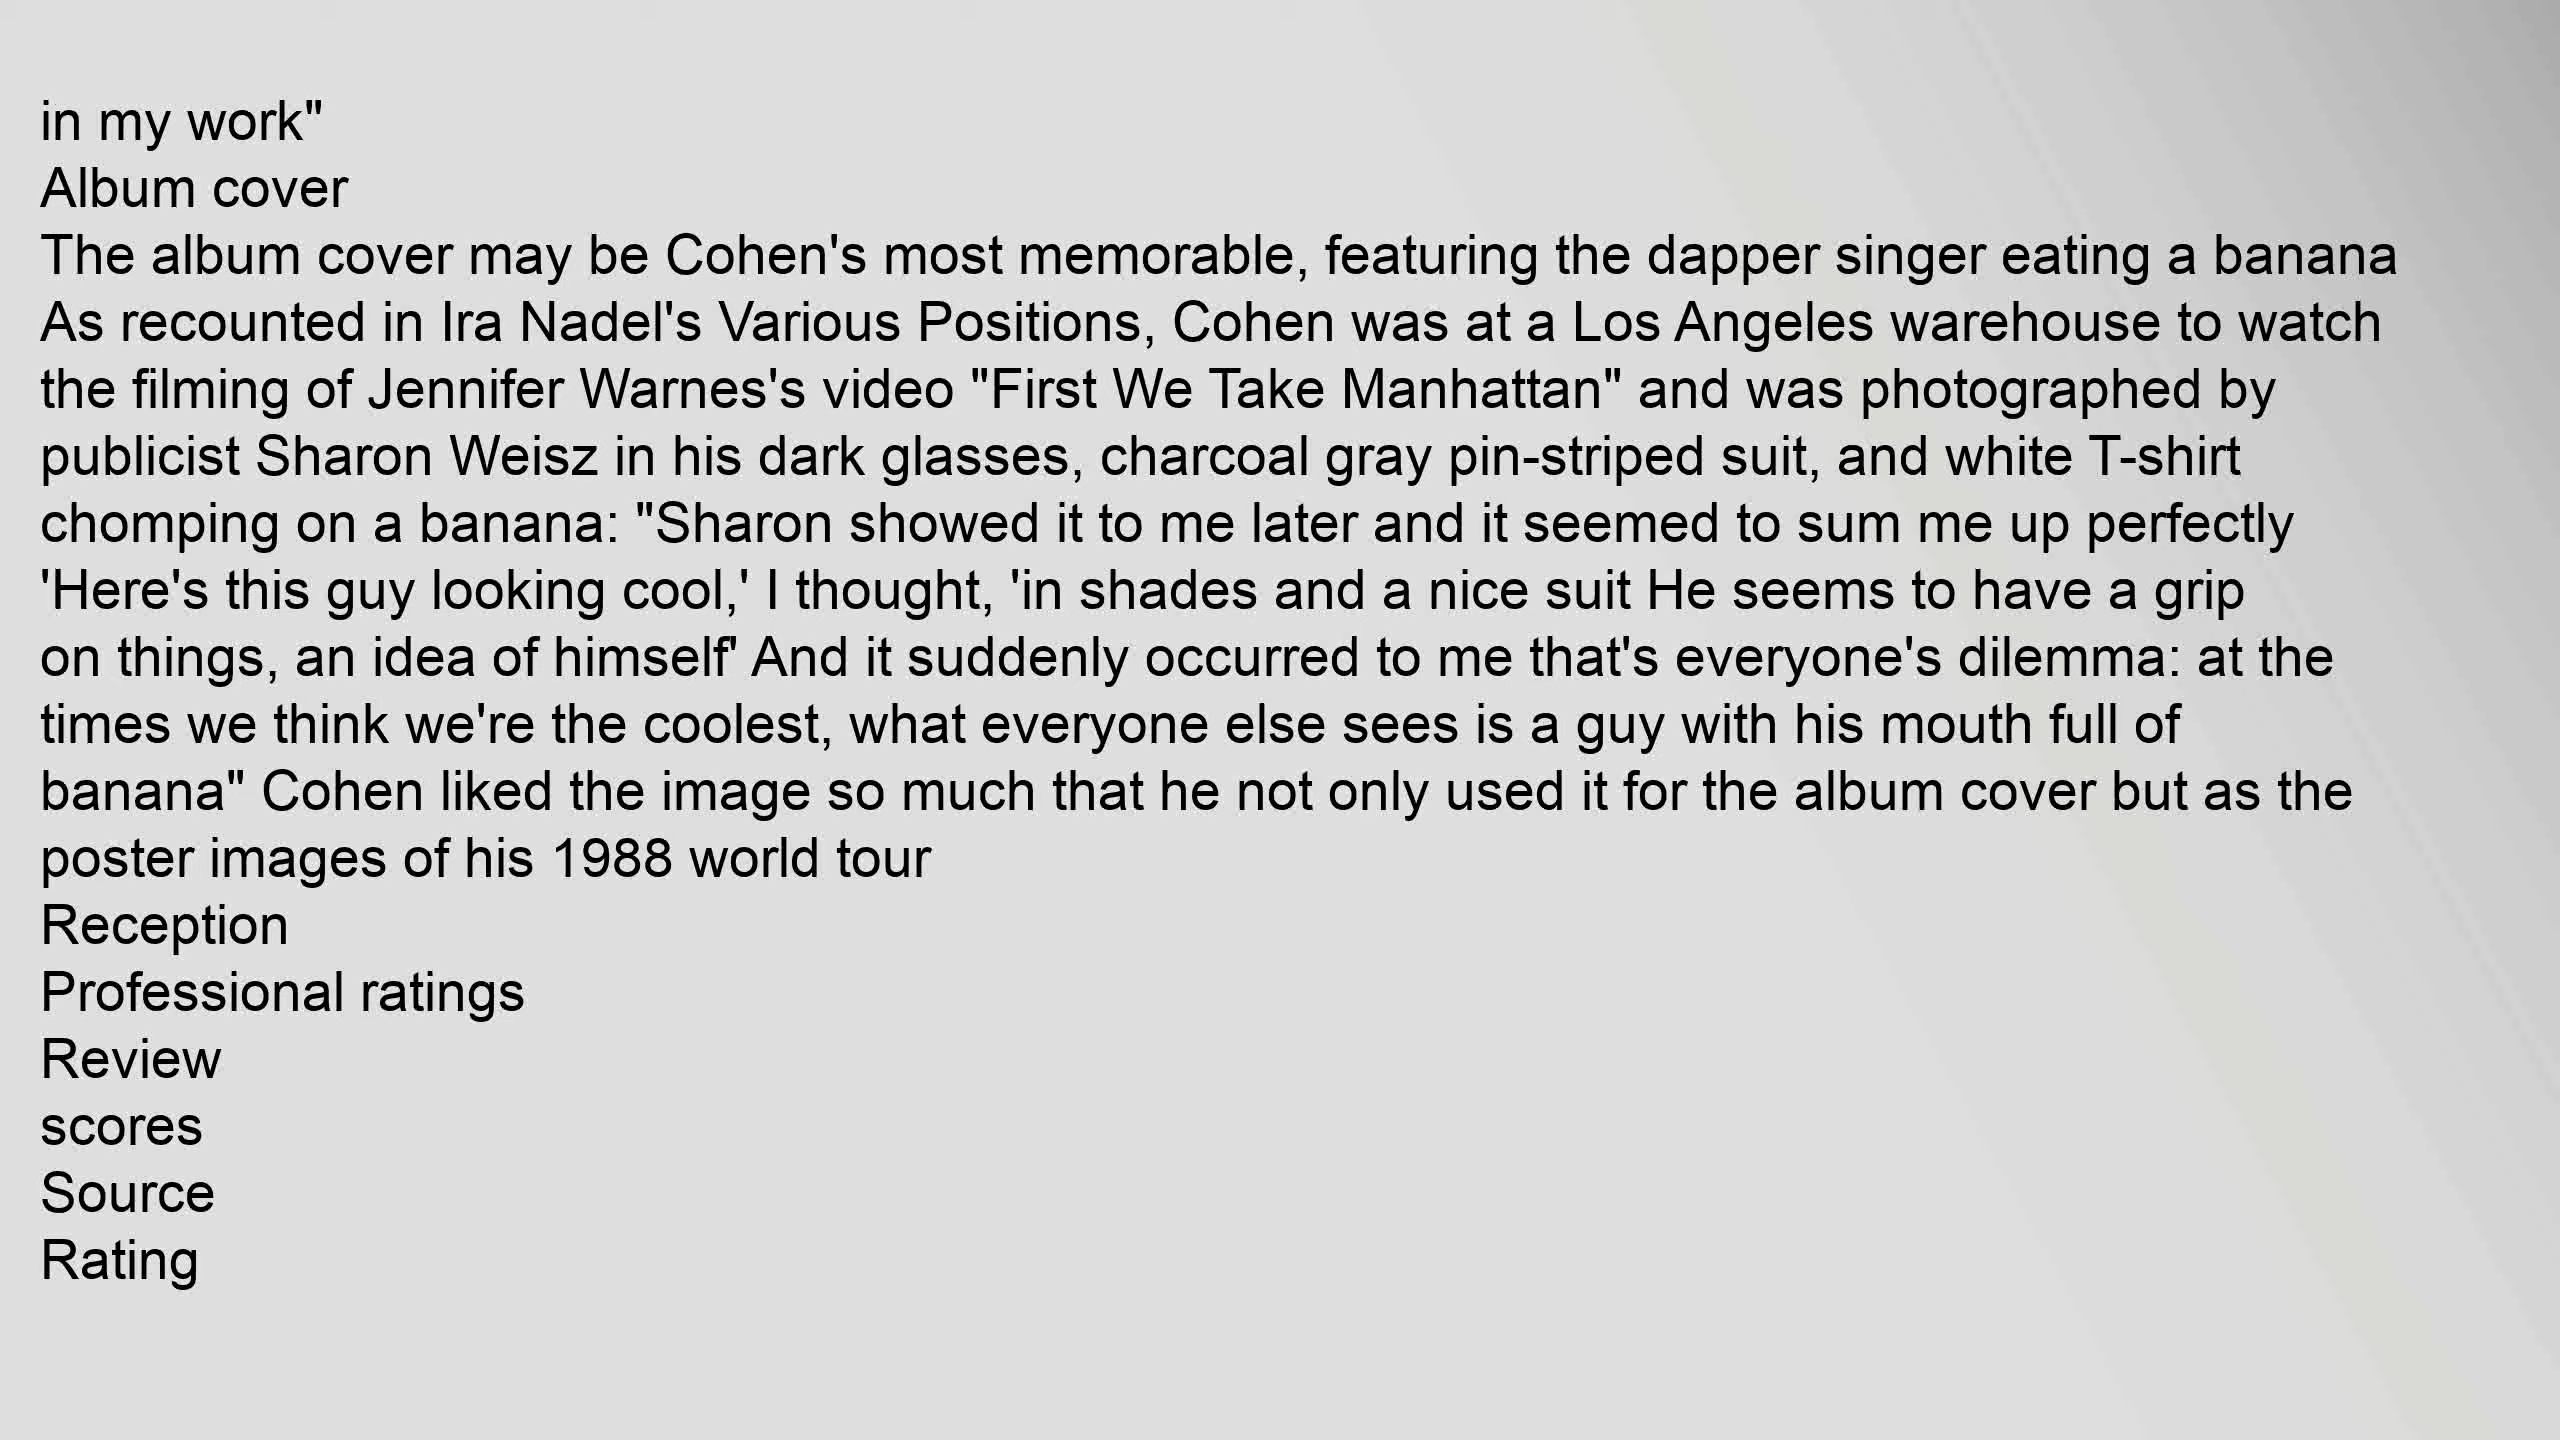 in my work"
Album cover
The album cover may be Cohen's most memorable, featuring the dapper singer eating a banana
As recounted in Ira Nadel's Various Positions, Cohen was at a Los Angeles warehouse to watch
the filming of Jennifer Warnes's video "First We Take Manhattan" and was photographed by
publicist Sharon Weisz in his dark glasses, charcoal gray pin-striped suit, and white T-shirt
chomping on a banana: "Sharon showed it to me later and it seemed to sum me up perfectly
'Here's this guy looking cool,' I thought, 'in shades and a nice suit He seems to have a grip
on things, an idea of himself' And it suddenly occurred to me that's everyone's dilemma: at the
times we think we're the coolest, what everyone else sees is a guy with his mouth full of
banana" Cohen liked the image so much that he not only used it for the album cover but as the
poster images of his 1988 world tour
Reception
Professional ratings
Review
scores
Source
Rating